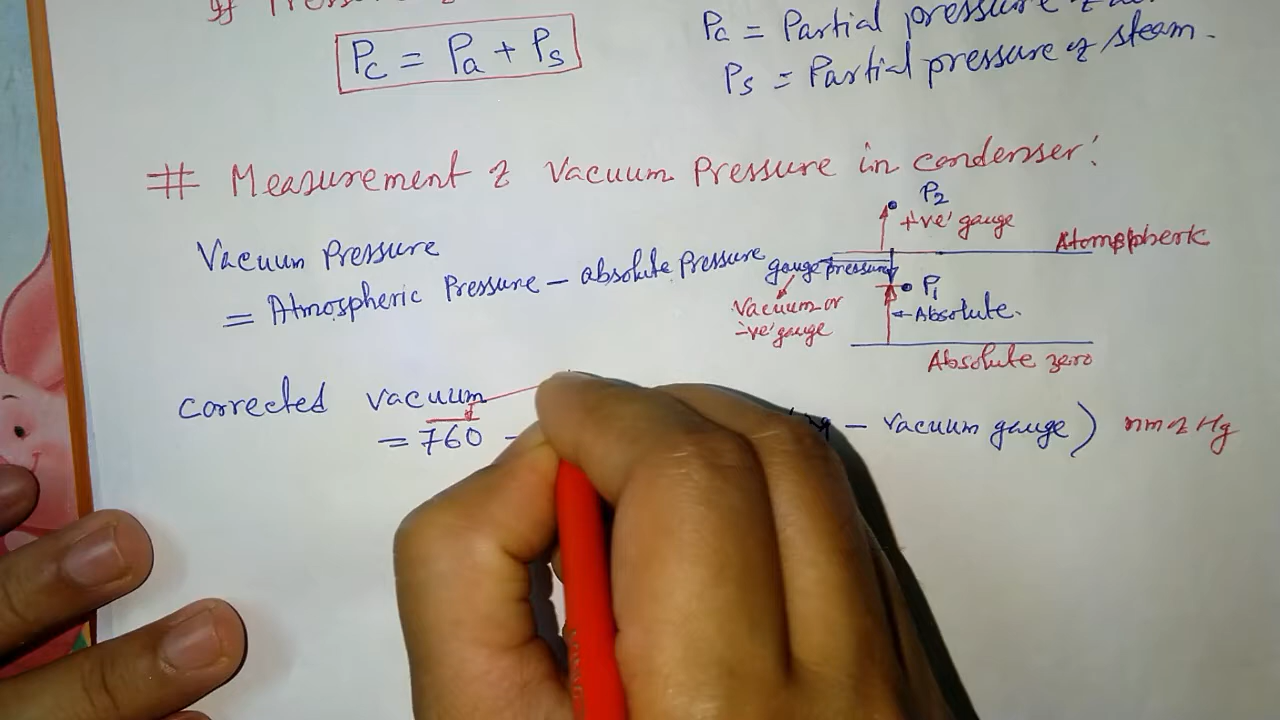 Pc = Pa + Ps
Pa = Partial pressure
Ps = Partial pressure of steam.
# Measurement of Vacuum Pressure in condenser:
Vacuum Pressure
= Atmospheric Pressure - absolute Pressure
P2
+ve' gauge
Atompspheric
gauge pressure
P1
Vacuum or
-ve' gauge
Absolute.
Absolute zero
corrected vacuum
= 760 - - vacuum gauge) mm of Hg